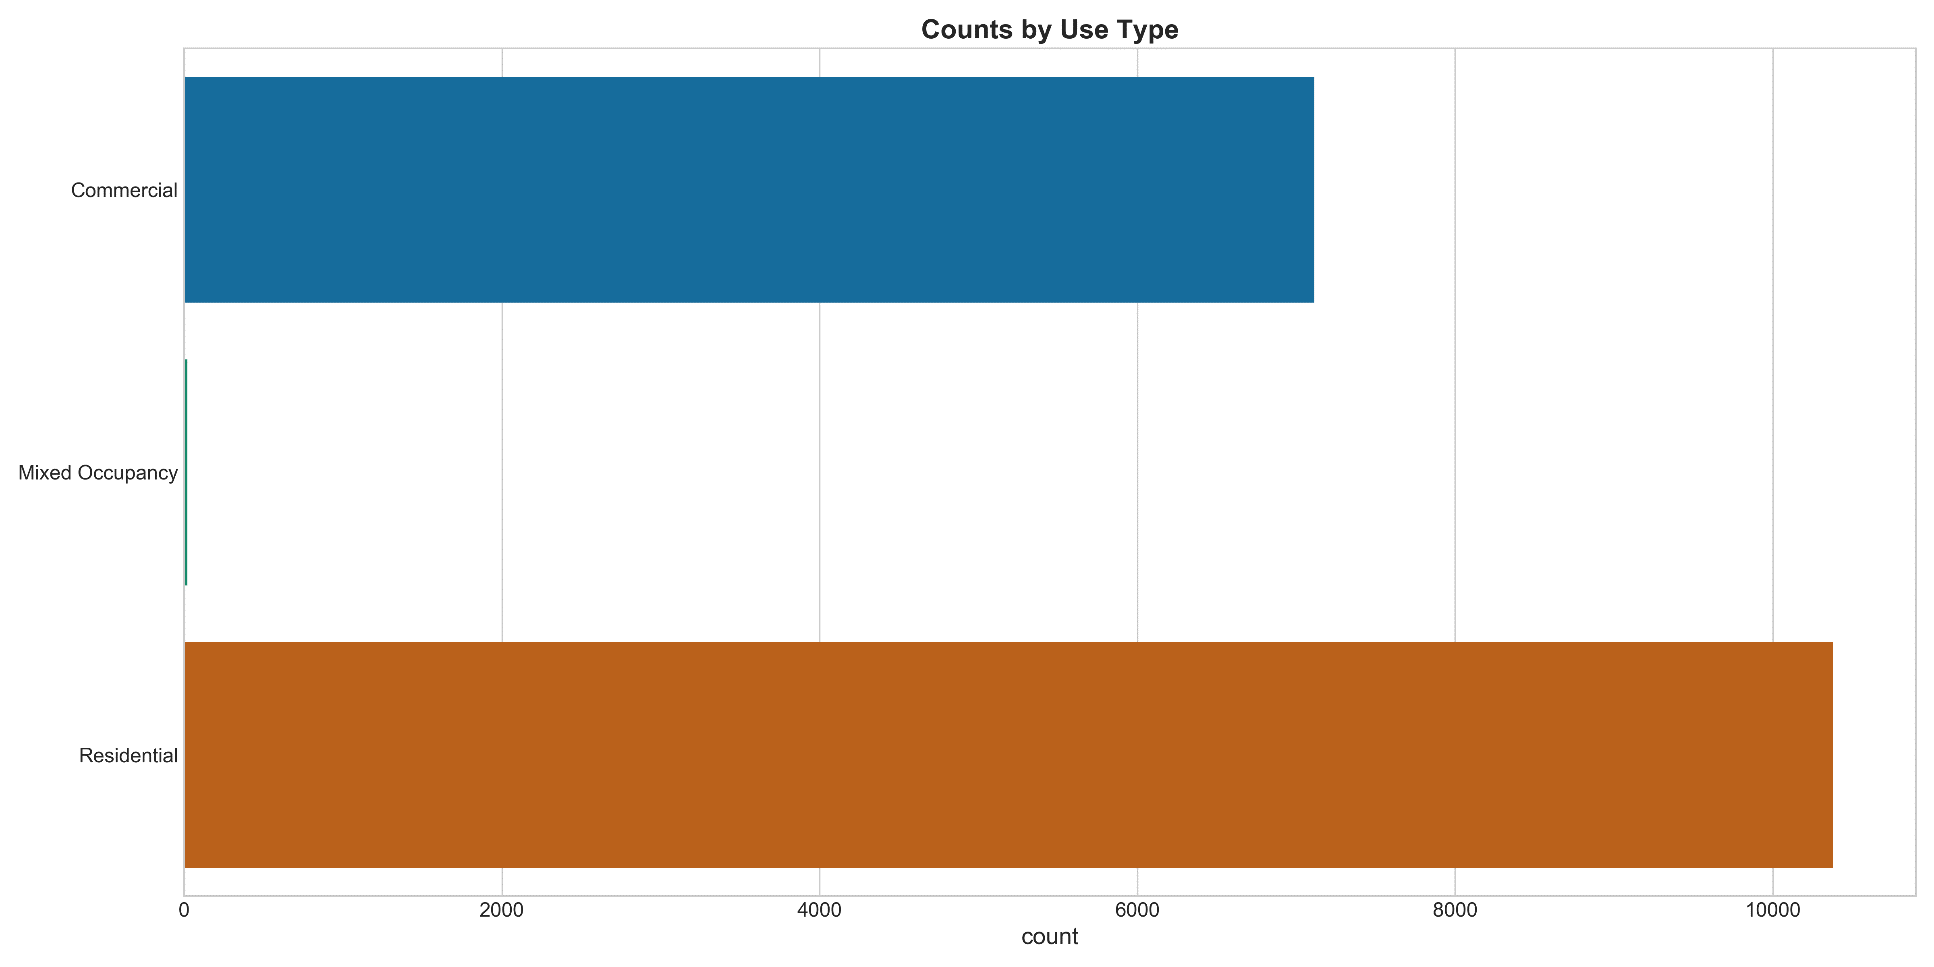 Counts by Use Type
Commercial
Mixed Occupancy
Residential
0 2000 4000 6000 8000 10000
count